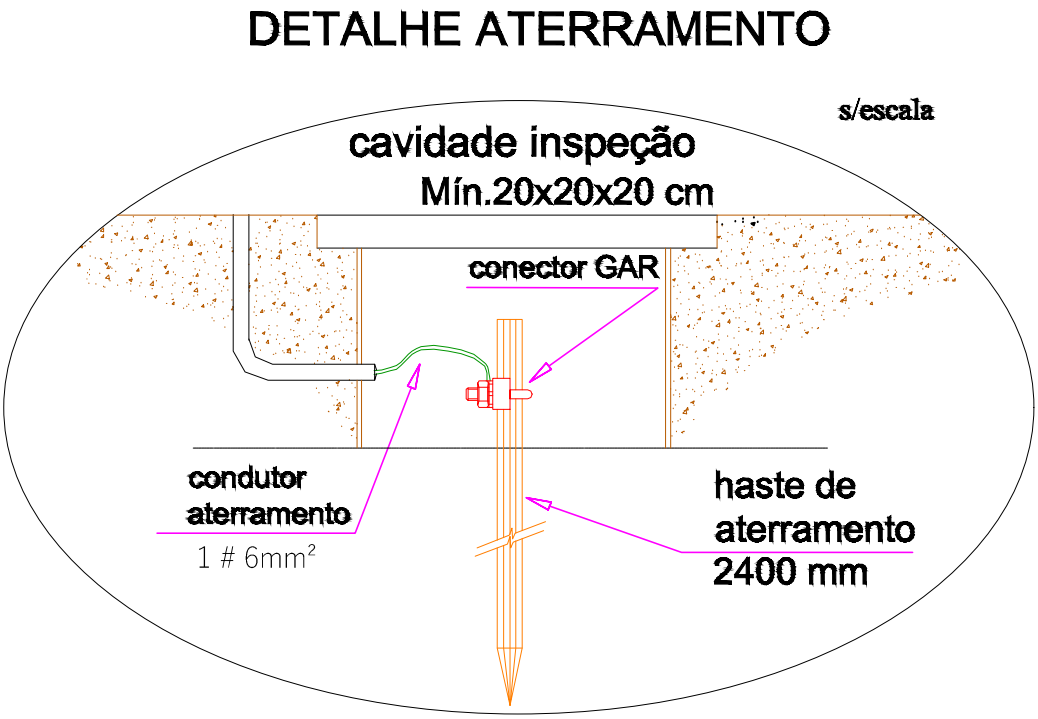 DETALHE ATERRAMENTO
s/escala
cavidade inspeção
Mín.20x20x20 cm
conector GAR
condutor
aterramento
1 # 6mm²
haste de
aterramento
2400 mm